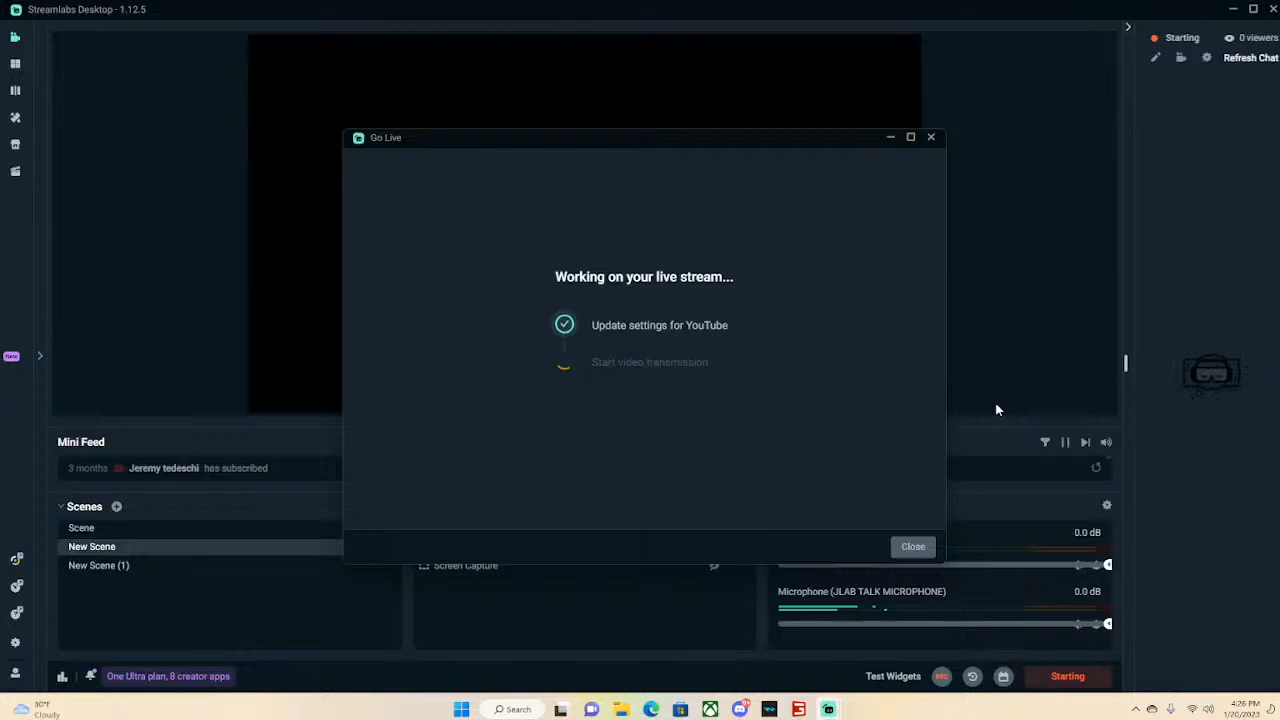 Streamlabs Desktop - 1.12.5
Starting
0 viewers
Refresh Chat
Go Live
Working on your live stream...
Update settings for YouTube
Start video transmission
New
Mini Feed
3 months Jeremy tedeschi has subscribed
Scenes
Scene
0.0 dB
New Scene
Close
New Scene (1)
Screen Capture
Microphone (JLAB TALK MICROPHONE)
0.0 dB
One Ultra plan, 8 creator apps
Test Widgets
REC
Starting
30°F
Cloudy
Search
4:26 PM
1/20/2023